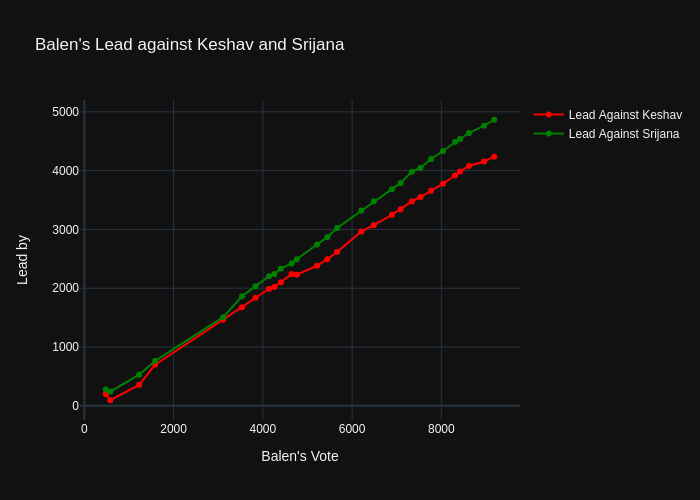 Balen's Lead against Keshav and Srijana
Lead Against Keshav
Lead Against Srijana
5000
4000
3000
2000
1000
0
Lead by
0 2000 4000 6000 8000
Balen's Vote